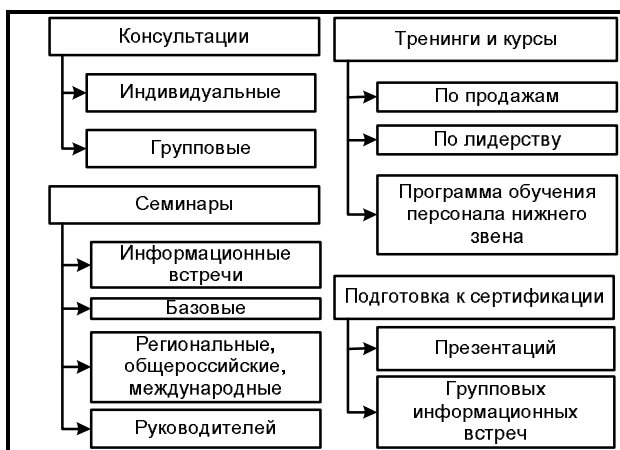 Консультации
Индивидуальные
Групповые
Семинары
Информационные
встречи
Базовые
Региональные,
общероссийские,
международные
Руководителей
Тренинги и курсы
По продажам
По лидерству
Программа обучения
персонала нижнего
звена
Подготовка к сертификации
Презентаций
Групповых
информационных
встреч